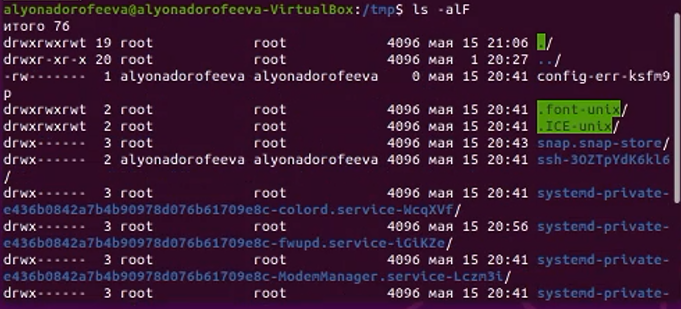 alyonadorofeeva@alyonadorofeeva-VirtualBox:/tmp$ ls -alF
итого 76
drwxrwxrwt 19 root            root            4096 мая 15 21:06 ./
drwxr-xr-x 20 root            root            4096 мая  1 20:27 ../
-rw-------  1 alyonadorofeeva alyonadorofeeva    0 мая 15 20:41 config-err-ksfm9
p
drwxrwxrwt  2 root            root            4096 мая 15 20:41 .font-unix/
drwxrwxrwt  2 root            root            4096 мая 15 20:41 .ICE-unix/
drwx------  3 root            root            4096 мая 15 20:43 snap.snap-store/
drwx------  2 alyonadorofeeva alyonadorofeeva 4096 мая 15 20:41 ssh-3OZTpYdK6kl6
/
drwx------  3 root            root            4096 мая 15 20:41 systemd-private-
e436b0842a7b4b90978d076b61709e8c-colord.service-WcqXVf/
drwx------  3 root            root            4096 мая 15 20:56 systemd-private-
e436b0842a7b4b90978d076b61709e8c-fwupd.service-iGiKZe/
drwx------  3 root            root            4096 мая 15 20:41 systemd-private-
e436b0842a7b4b90978d076b61709e8c-ModemManager.service-Lczm3i/
drwx------  3 root            root            4096 мая 15 20:41 systemd-private-